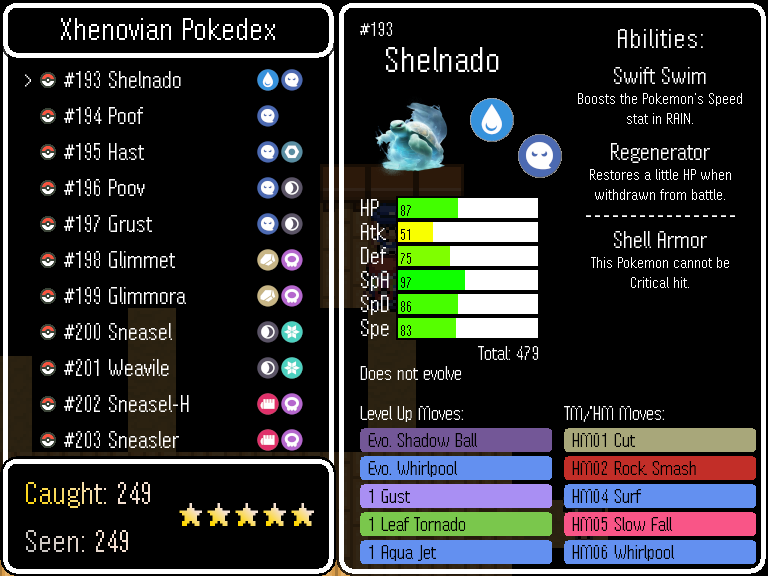 Xhenovian Pokedex
> #193 Shelnado
#194 Poof
#195 Hast
#196 Poov
#197 Grust
#198 Glimmet
#199 Glimmora
#200 Sneasel
#201 Weavile
#202 Sneasel-H
#203 Sneasler
Caught: 249
Seen: 249
#193
Shelnado
HP 87
Atk 51
Def 75
SpA 97
SpD 86
Spe 83
Total: 479
Does not evolve
Abilities:
Swift Swim
Boosts the Pokemon's Speed
stat in RAIN.
Regenerator
Restores a little HP when
withdrawn from battle.
Shell Armor
This Pokemon cannot be
Critical hit.
Level Up Moves:
Evo. Shadow Ball
Evo. Whirlpool
1 Gust
1 Leaf Tornado
1 Aqua Jet
TM/HM Moves:
HM01 Cut
HM02 Rock Smash
HM04 Surf
HM05 Slow Fall
HM06 Whirlpool